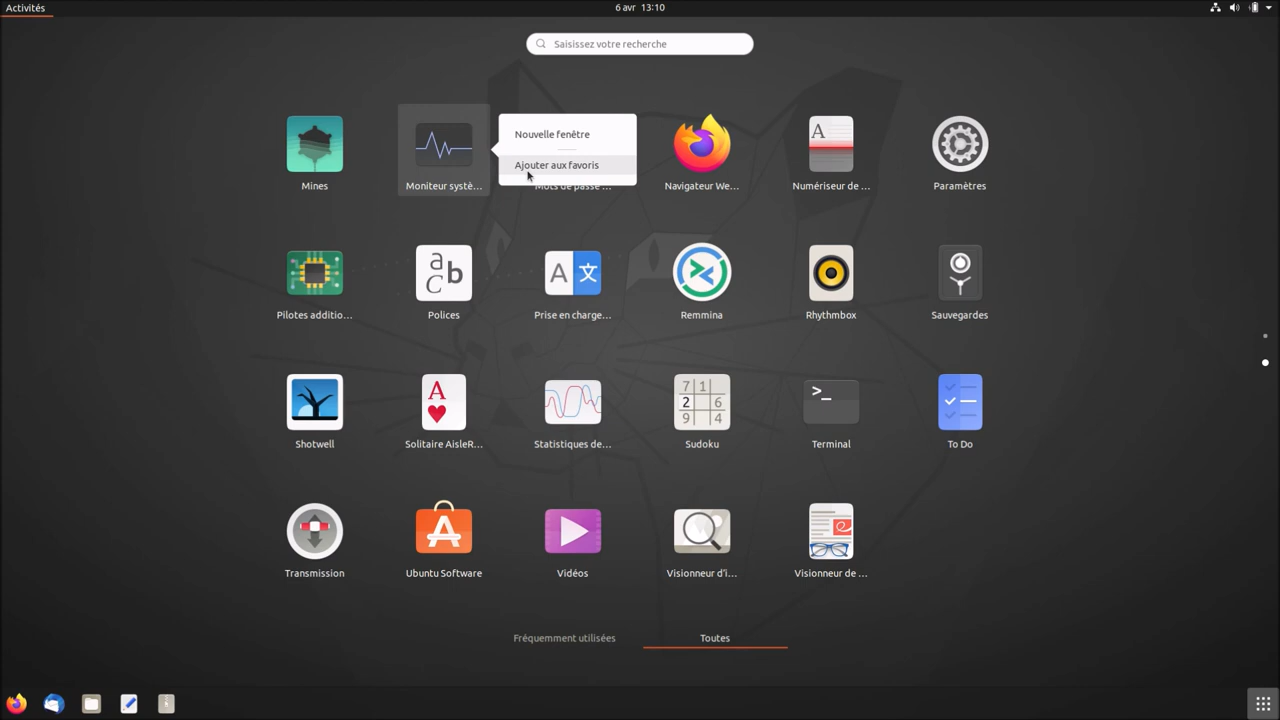 Activités
6 avr 13:10
Saisissez votre recherche
Nouvelle fenêtre
Ajouter aux favoris
Mines
Moniteur systè...
Mots de passe ...
Navigateur We...
Numériseur de ...
Paramètres
Pilotes additio...
Polices
Prise en charge...
Remmina
Rhythmbox
Sauvegardes
Shotwell
Solitaire AisleR...
Statistiques de...
Sudoku
Terminal
To Do
Transmission
Ubuntu Software
Vidéos
Visionneur d'i...
Visionneur de ...
Fréquemment utilisées
Toutes